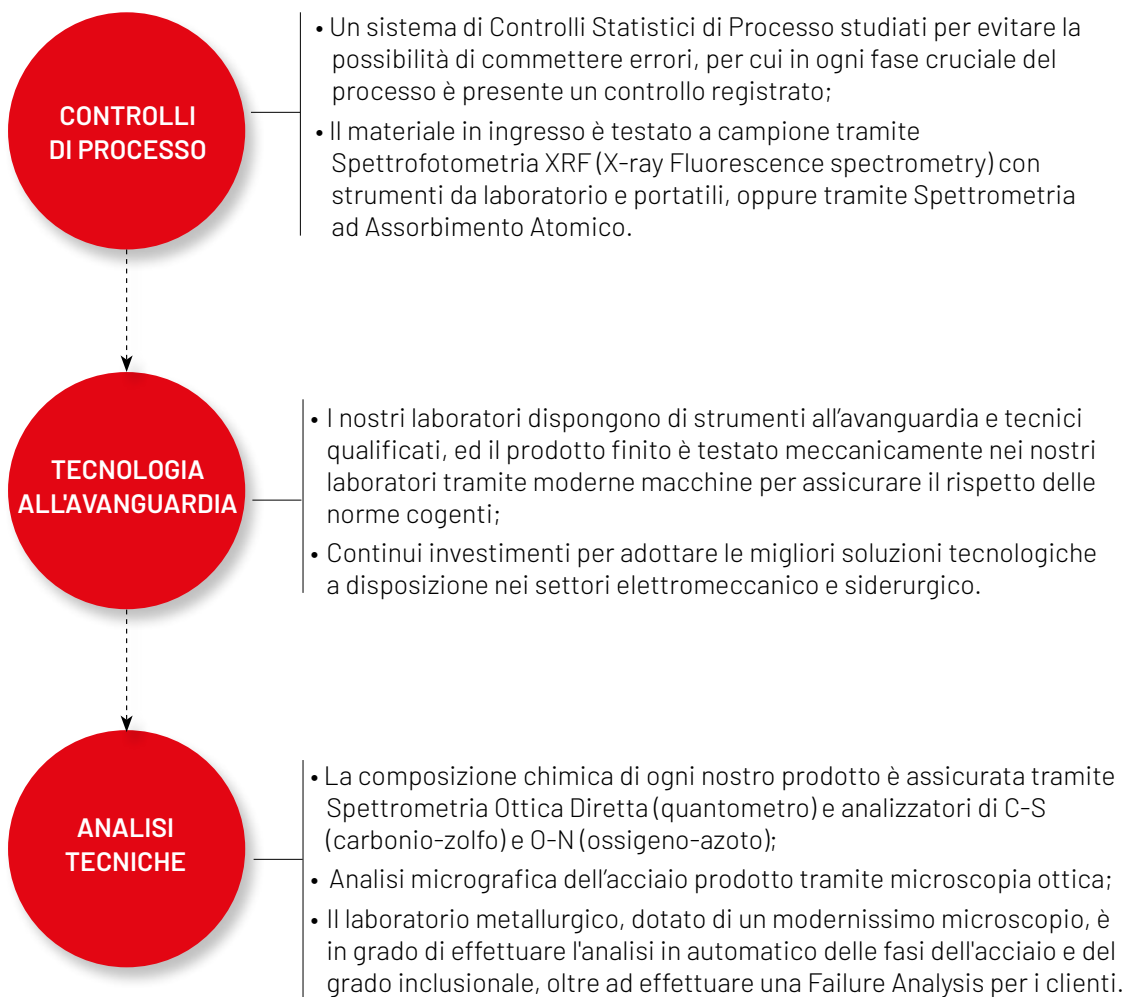 CONTROLLI
DI PROCESSO
• Un sistema di Controlli Statistici di Processo studiati per evitare la
possibilità di commettere errori, per cui in ogni fase cruciale del
processo è presente un controllo registrato;
• Il materiale in ingresso è testato a campione tramite
Spettrofotometria XRF (X-ray Fluorescence spectrometry) con
strumenti da laboratorio e portatili, oppure tramite Spettrometria
ad Assorbimento Atomico.
TECNOLOGIA
ALL'AVANGUARDIA
• I nostri laboratori dispongono di strumenti all’avanguardia e tecnici
qualificati, ed il prodotto finito è testato meccanicamente nei nostri
laboratori tramite moderne macchine per assicurare il rispetto delle
norme cogenti;
• Continui investimenti per adottare le migliori soluzioni tecnologiche
a disposizione nei settori elettromeccanico e siderurgico.
ANALISI
TECNICHE
• La composizione chimica di ogni nostro prodotto è assicurata tramite
Spettrometria Ottica Diretta (quantometro) e analizzatori di C-S
(carbonio-zolfo) e O-N (ossigeno-azoto);
• Analisi micrografica dell’acciaio prodotto tramite microscopia ottica;
• Il laboratorio metallurgico, dotato di un modernissimo microscopio, è
in grado di effettuare l'analisi in automatico delle fasi dell'acciaio e del
grado inclusionale, oltre ad effettuare una Failure Analysis per i clienti.